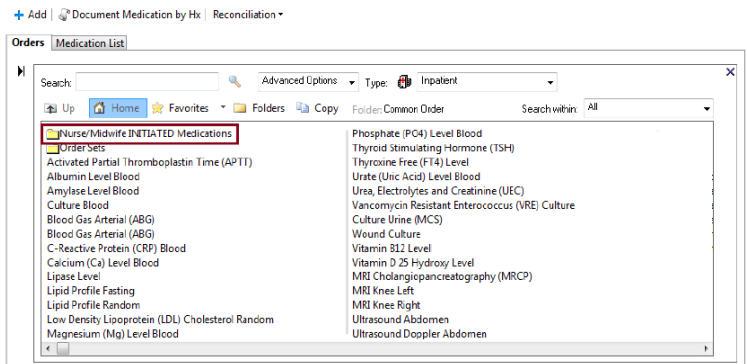 + Add Document Medication by Hx Reconciliation
Orders Medication List
Search: Advanced Options Type: Inpatient
Up Home Favorites Folders Copy Folder: Common Order Search within: All
Nurse/Midwife INITIATED Medications
Order Sets
Activated Partial Thromboplastin Time (APTT)
Albumin Level Blood
Amylase Level Blood
Culture Blood
Blood Gas Arterial (ABG)
Blood Gas Arterial (ABG)
C-Reactive Protein (CRP) Blood
Calcium (Ca) Level Blood
Lipase Level
Lipid Profile Fasting
Lipid Profile Random
Low Density Lipoprotein (LDL) Cholesterol Random
Magnesium (Mg) Level Blood
Phosphate (PO4) Level Blood
Thyroid Stimulating Hormone (TSH)
Thyroxine Free (FT4) Level
Urate (Uric Acid) Level Blood
Urea, Electrolytes and Creatinine (UEC)
Vancomycin Resistant Enterococcus (VRE) Culture
Culture Urine (MCS)
Wound Culture
Vitamin B12 Level
Vitamin D 25 Hydroxy Level
MRI Cholangiopancreatography (MRCP)
MRI Knee Left
MRI Knee Right
Ultrasound Abdomen
Ultrasound Doppler Abdomen